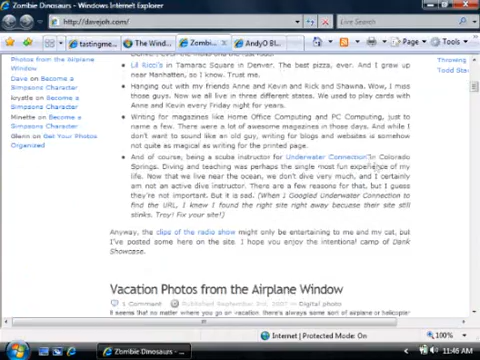 Zombie Dinosaurs - Windows Internet Explorer
http://davejoh.com/
Live Search
tastingme...
The Wind...
Zombi...
AndyO Bl...
Page
Tools
Photos from the Airplane
Window
Dave on Become a
Simpsons Character
krystle on Become a
Simpsons Character
Minette on Become a
Simpsons Character
Glenn on Get Your Photos
Organized
Lil Ricci's in Tamarac Square in Denver. The best pizza, ever. And I grew up
near Manhattan, so I know. Trust me.
Hanging out with my friends Anne and Kevin and Rick and Shawna. Wow, I miss
those guys. Now we all live in three different states. We used to play cards with
Anne and Kevin every Friday night for years.
Writing for magazines like Home Office Computing and PC Computing, just to
name a few. There were a lot of awesome magazines in those days. And while I
don't want to sound like an old guy, writing for blogs and websites is somehow
not quite as magical as writing for the printed page.
And of course, being a scuba instructor for Underwater Connection in Colorado
Springs. Diving and teaching was perhaps the single most fun experience of my
life. Now that we live near the ocean, we don't dive very much, and I certainly
am not an active dive instructor. There are a few reasons for that, but I guess
they're not important. But it is sad. (When I Googled Underwater Connection to
find the URL, I knew I found the right site right away because their site still
stinks. Troy! Fix your site!)
Anyway, the clips of the radio show might only be entertaining to me and my cat, but
I've posted some here on the site. I hope you enjoy the intentional camp of Dark
Showcase.
Vacation Photos from the Airplane Window
1 Comment
Published September 3rd, 2007 in Digital photo
It seems that no matter where you go on vacation, there's always some sort of airplane or helicopter
Throwing
Todd Sta
Internet | Protected Mode: On
100%
Zombie Dinosaurs - ...
11:46 AM